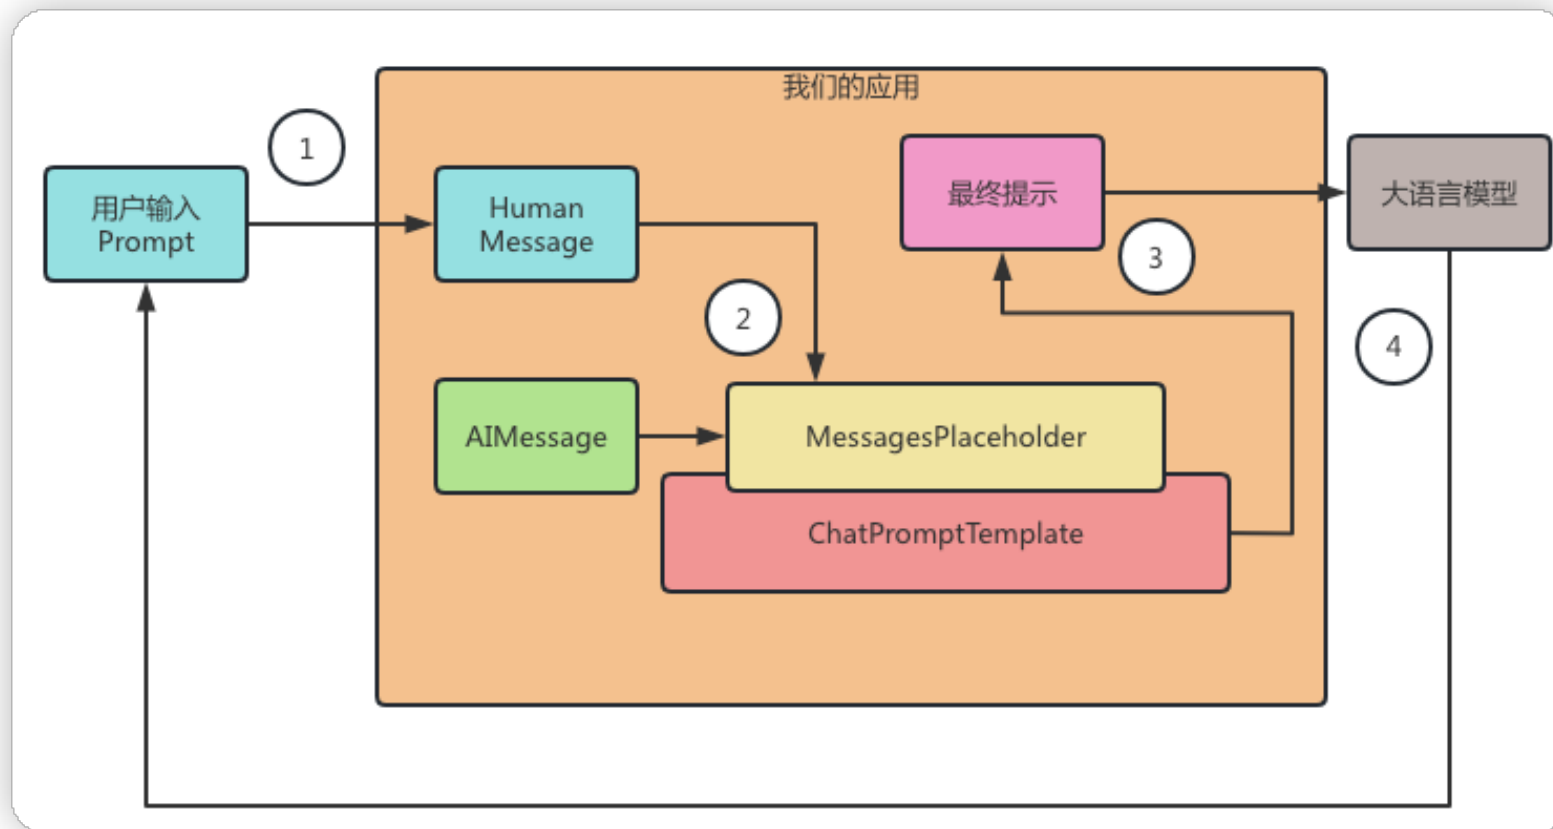 我们的应用
1
用户输入
Prompt
Human
Message
最终提示
大语言模型
2
3
4
AIMessage
MessagesPlaceholder
ChatPromptTemplate